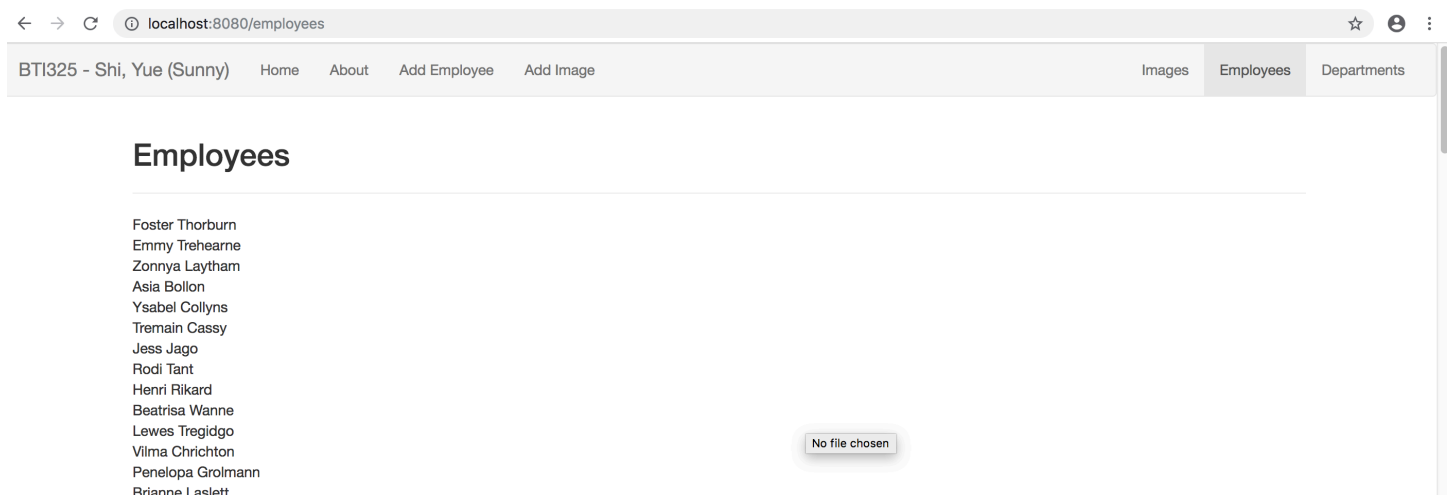 localhost:8080/employees
BTI325 - Shi, Yue (Sunny) Home About Add Employee Add Image Images Employees Departments
Employees
Foster Thorburn
Emmy Trehearne
Zonnya Laytham
Asia Bollon
Ysabel Collyns
Tremain Cassy
Jess Jago
Rodi Tant
Henri Rikard
Beatrisa Wanne
Lewes Tregidgo
No file chosen
Vilma Chrichton
Penelopa Grolmann
Brianne Laslett